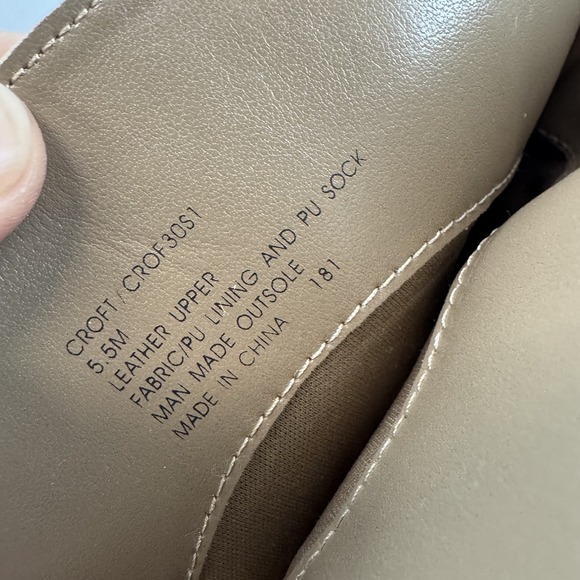 CROFT/CROF30S1
5.5M
LEATHER UPPER
FABRIC/PU LINING AND PU SOCK
MAN MADE OUTSOLE
MADE IN CHINA 181